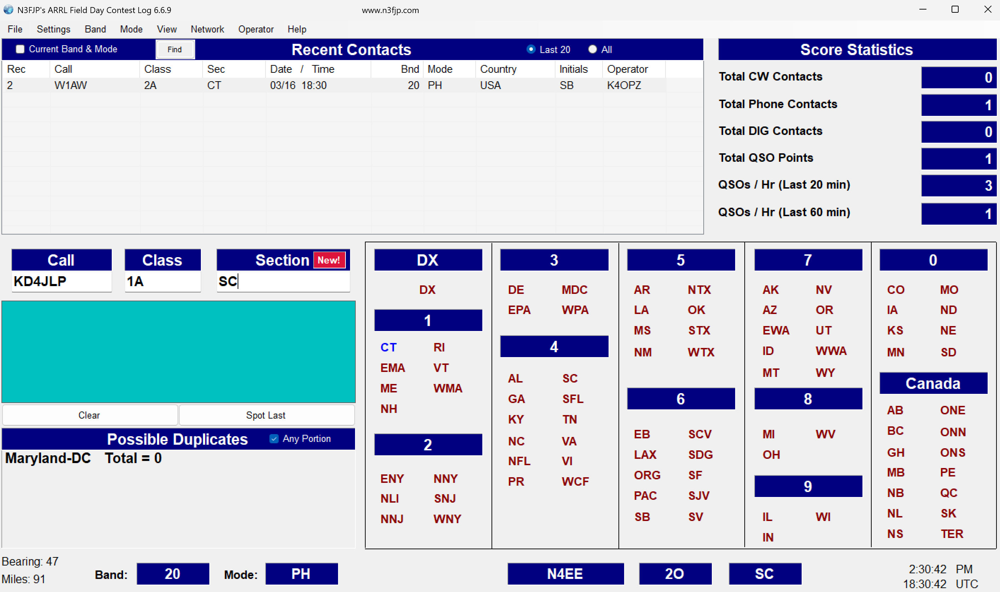 N3FJP's ARRL Field Day Contest Log 6.6.9 www.n3fjp.com
File Settings Band Mode View Network Operator Help
Current Band & Mode Find Recent Contacts Last 20 All
Rec Call Class Sec Date / Time Bnd Mode Country Initials Operator
2 W1AW 2A CT 03/16 18:30 20 PH USA SB K4OPZ
Score Statistics
Total CW Contacts 0
Total Phone Contacts 1
Total DIG Contacts 0
Total QSO Points 1
QSOs / Hr (Last 20 min) 3
QSOs / Hr (Last 60 min) 1
Call Class Section New!
KD4JLP 1A SC
Clear Spot Last
Possible Duplicates Any Portion
Maryland-DC Total = 0
DX
DX
1
CT RI
EMA VT
ME WMA
NH
2
ENY NNY
NLI SNJ
NNJ WNY
3
DE MDC
EPA WPA
4
AL SC
GA SFL
KY TN
NC VA
NFL VI
PR WCF
5
AR NTX
LA OK
MS STX
NM WTX
6
EB SCV
LAX SDG
ORG SF
PAC SJV
SB SV
7
AK NV
AZ OR
EWA UT
ID WWA
MT WY
8
MI WV
OH
9
IL WI
IN
0
CO MO
IA ND
KS NE
MN SD
Canada
AB ONE
BC ONN
GH ONS
MB PE
NB QC
NL SK
NS TER
Bearing: 47
Miles: 91
Band: 20 Mode: PH N4EE 2O SC
2:30:42 PM
18:30:42 UTC